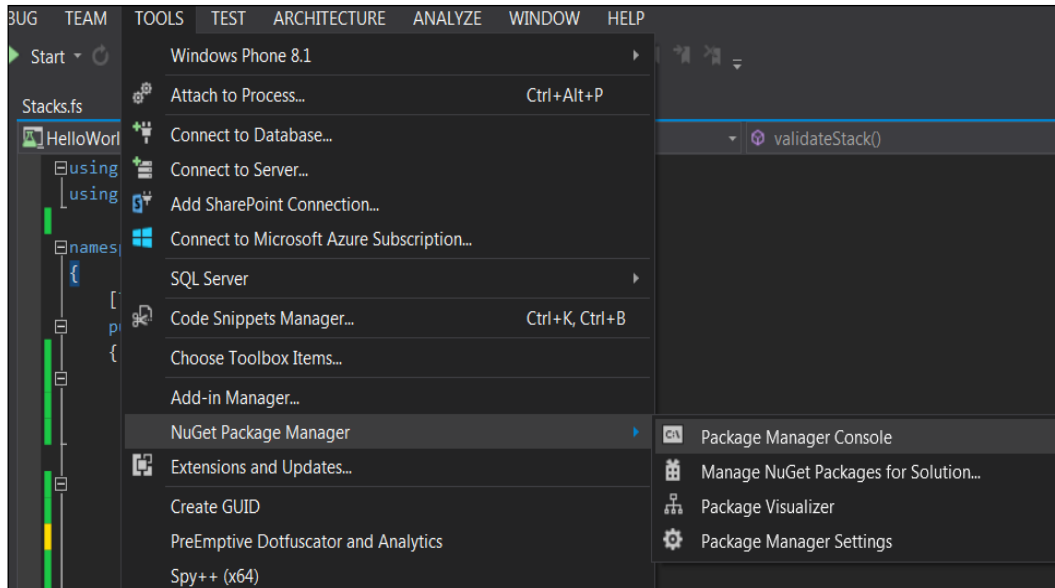 BUG TEAM TOOLS TEST ARCHITECTURE ANALYZE WINDOW HELP
Start
Windows Phone 8.1
Attach to Process... Ctrl+Alt+P
Stacks.fs
Connect to Database...
HelloWorl
validateStack()
using
Connect to Server...
using
Add SharePoint Connection...
Connect to Microsoft Azure Subscription...
namesp
{
SQL Server
[
Code Snippets Manager... Ctrl+K, Ctrl+B
{
Choose Toolbox Items...
Add-in Manager...
NuGet Package Manager
C:\
Package Manager Console
Extensions and Updates...
Manage NuGet Packages for Solution...
Create GUID
Package Visualizer
PreEmptive Dotfuscator and Analytics
Package Manager Settings
Spy++ (x64)